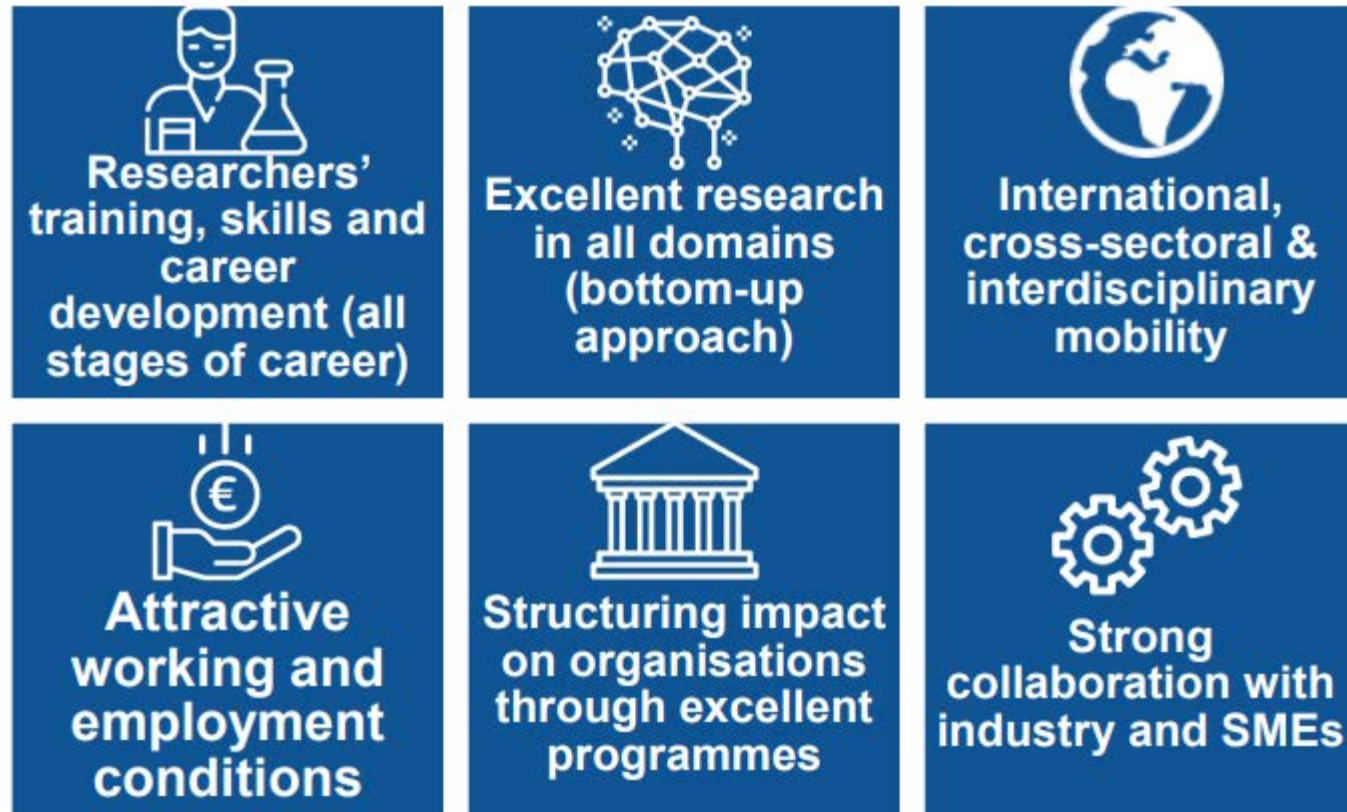 Researchers’
training, skills and
career
development (all
stages of career)
Excellent research
in all domains
(bottom-up
approach)
International,
cross-sectoral &
interdisciplinary
mobility
€
Attractive
working and
employment
conditions
Structuring impact
on organisations
through excellent
programmes
Strong
collaboration with
industry and SMEs